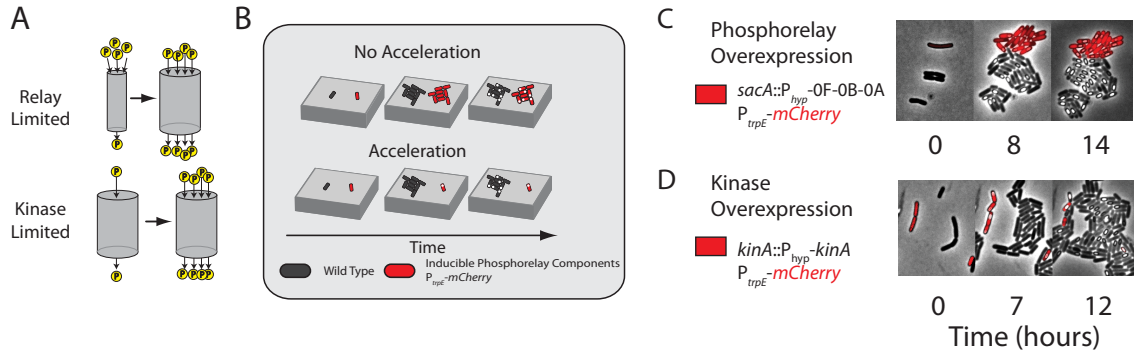 A
P P P P P
P P P P
Relay
Limited
P
P P P P
P
P P P P
Kinase
Limited
P
P P P P
B
No Acceleration
Acceleration
Time
Wild Type
Inducible Phosphorelay Components
PtrpE-mCherry
C
Phosphorelay
Overexpression
sacA::Phyp-0F-0B-0A
PtrpE-mCherry
0 8 14
D
Kinase
Overexpression
kinA::Phyp-kinA
PtrpE-mCherry
0 7 12
Time (hours)